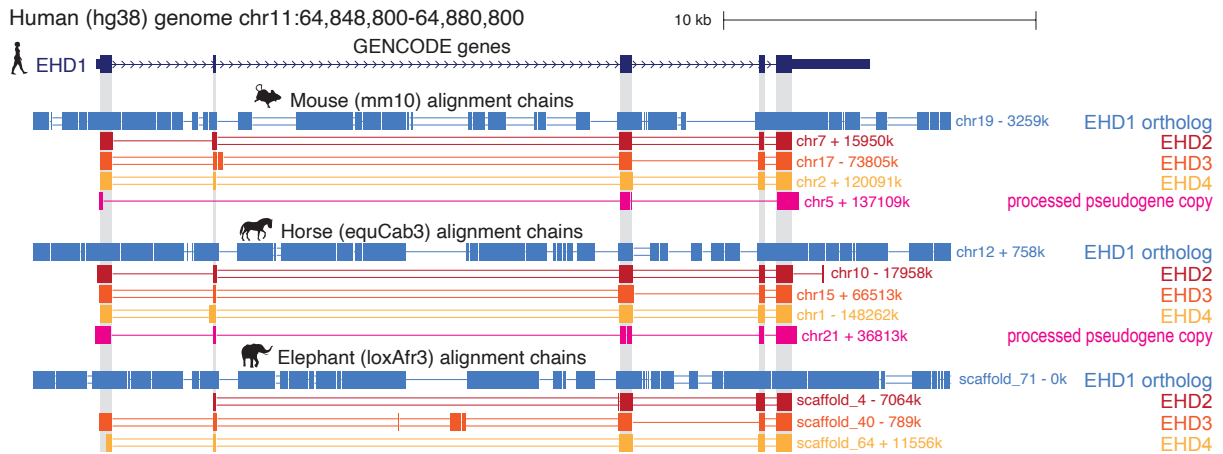 Human (hg38) genome chr11:64,848,800-64,880,800
10 kb
GENCODE genes
EHD1
Mouse (mm10) alignment chains
chr19 - 3259k EHD1 ortholog
chr7 + 15950k EHD2
chr17 - 73805k EHD3
chr2 + 120091k EHD4
chr5 + 137109k processed pseudogene copy
Horse (equCab3) alignment chains
chr12 + 758k EHD1 ortholog
chr10 - 17958k EHD2
chr15 + 66513k EHD3
chr1 - 148262k EHD4
chr21 + 36813k processed pseudogene copy
Elephant (loxAfr3) alignment chains
scaffold_71 - 0k EHD1 ortholog
scaffold_4 - 7064k EHD2
scaffold_40 - 789k EHD3
scaffold_64 + 11556k EHD4